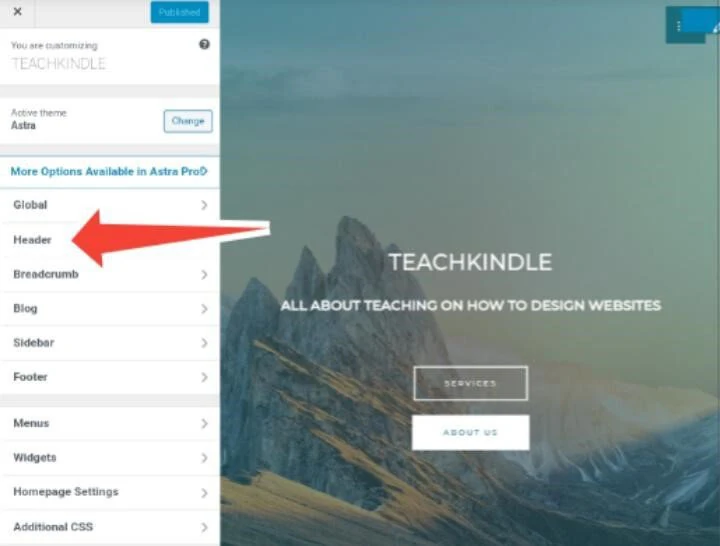 Published
You are customizing
TEACHKINDLE
Active theme
Astra
Change
More Options Available in Astra Pro
Global
Header
Breadcrumb
Blog
Sidebar
Footer
Menus
Widgets
Homepage Settings
Additional CSS
TEACHKINDLE
ALL ABOUT TEACHING ON HOW TO DESIGN WEBSITES
SERVICES
ABOUT US